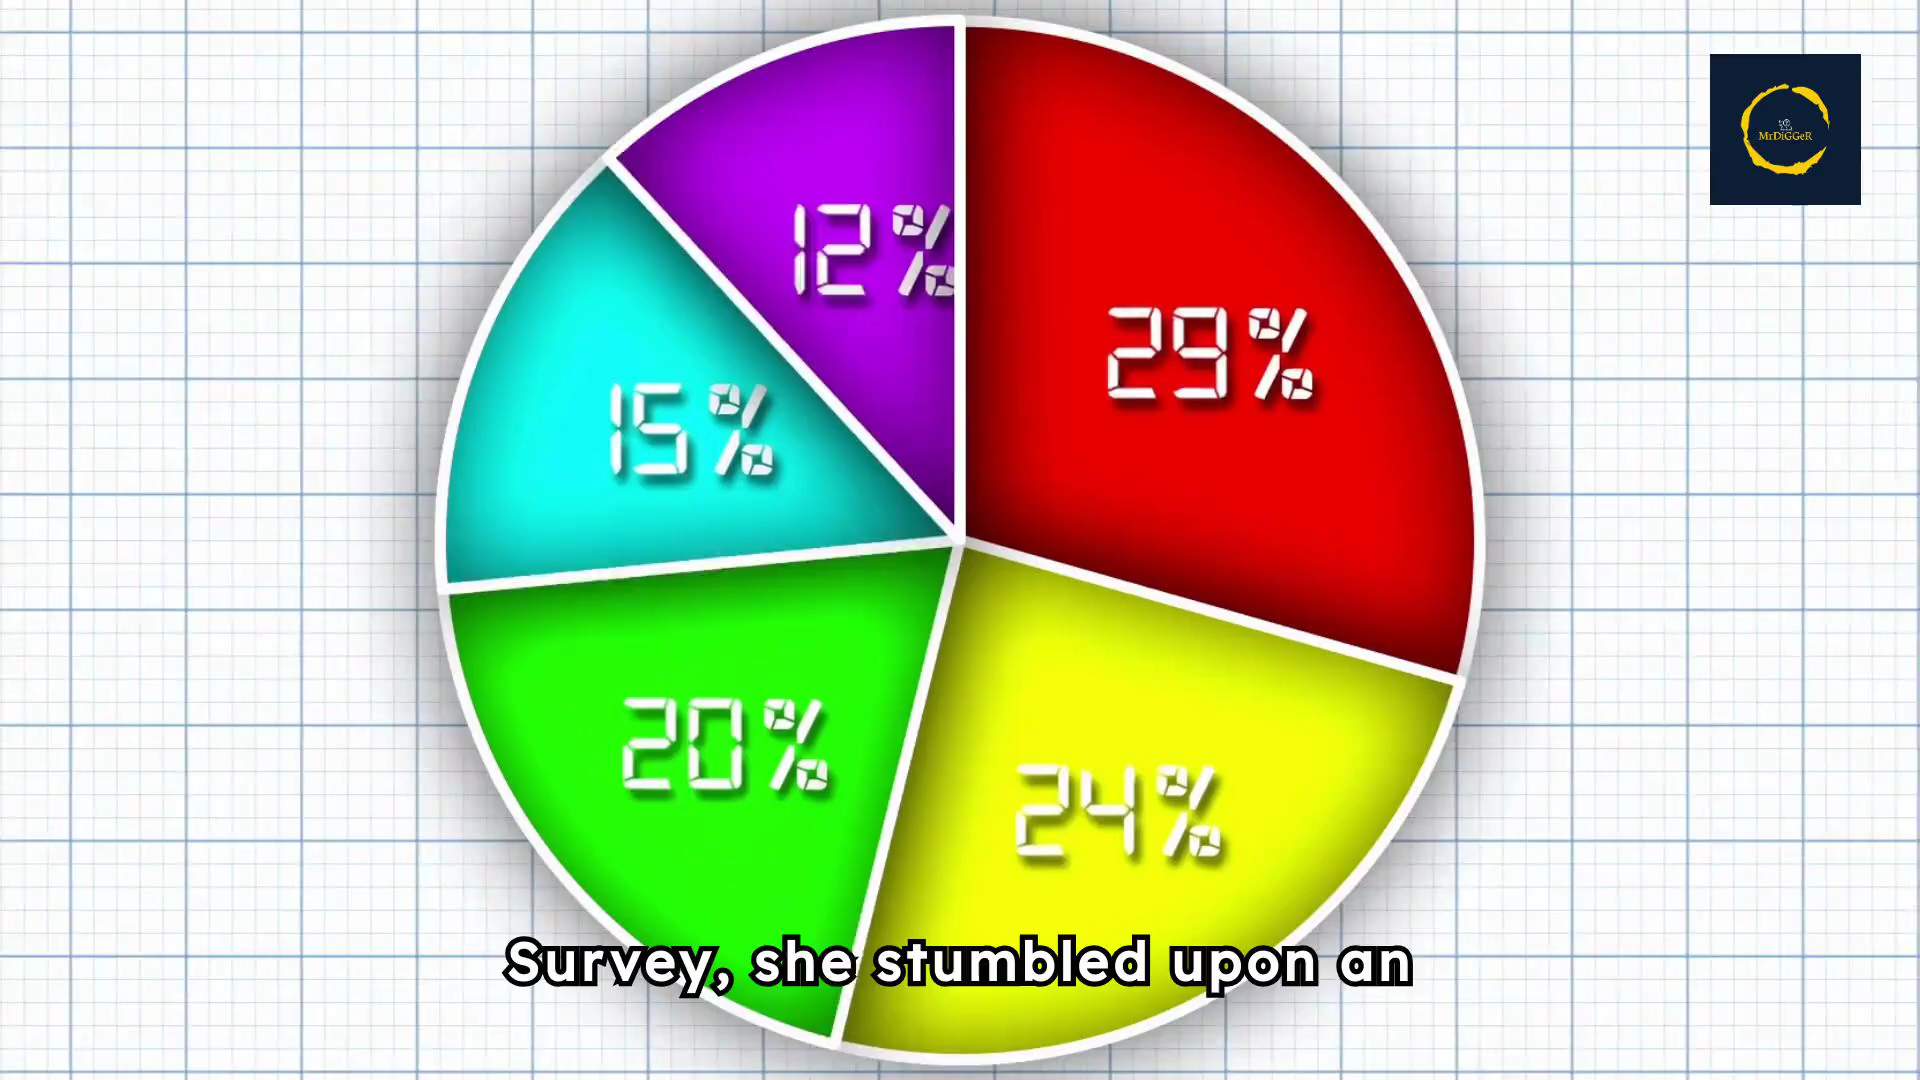 12%
29%
15%
20%
24%
MrDiGGeR
Survey, she stumbled upon an